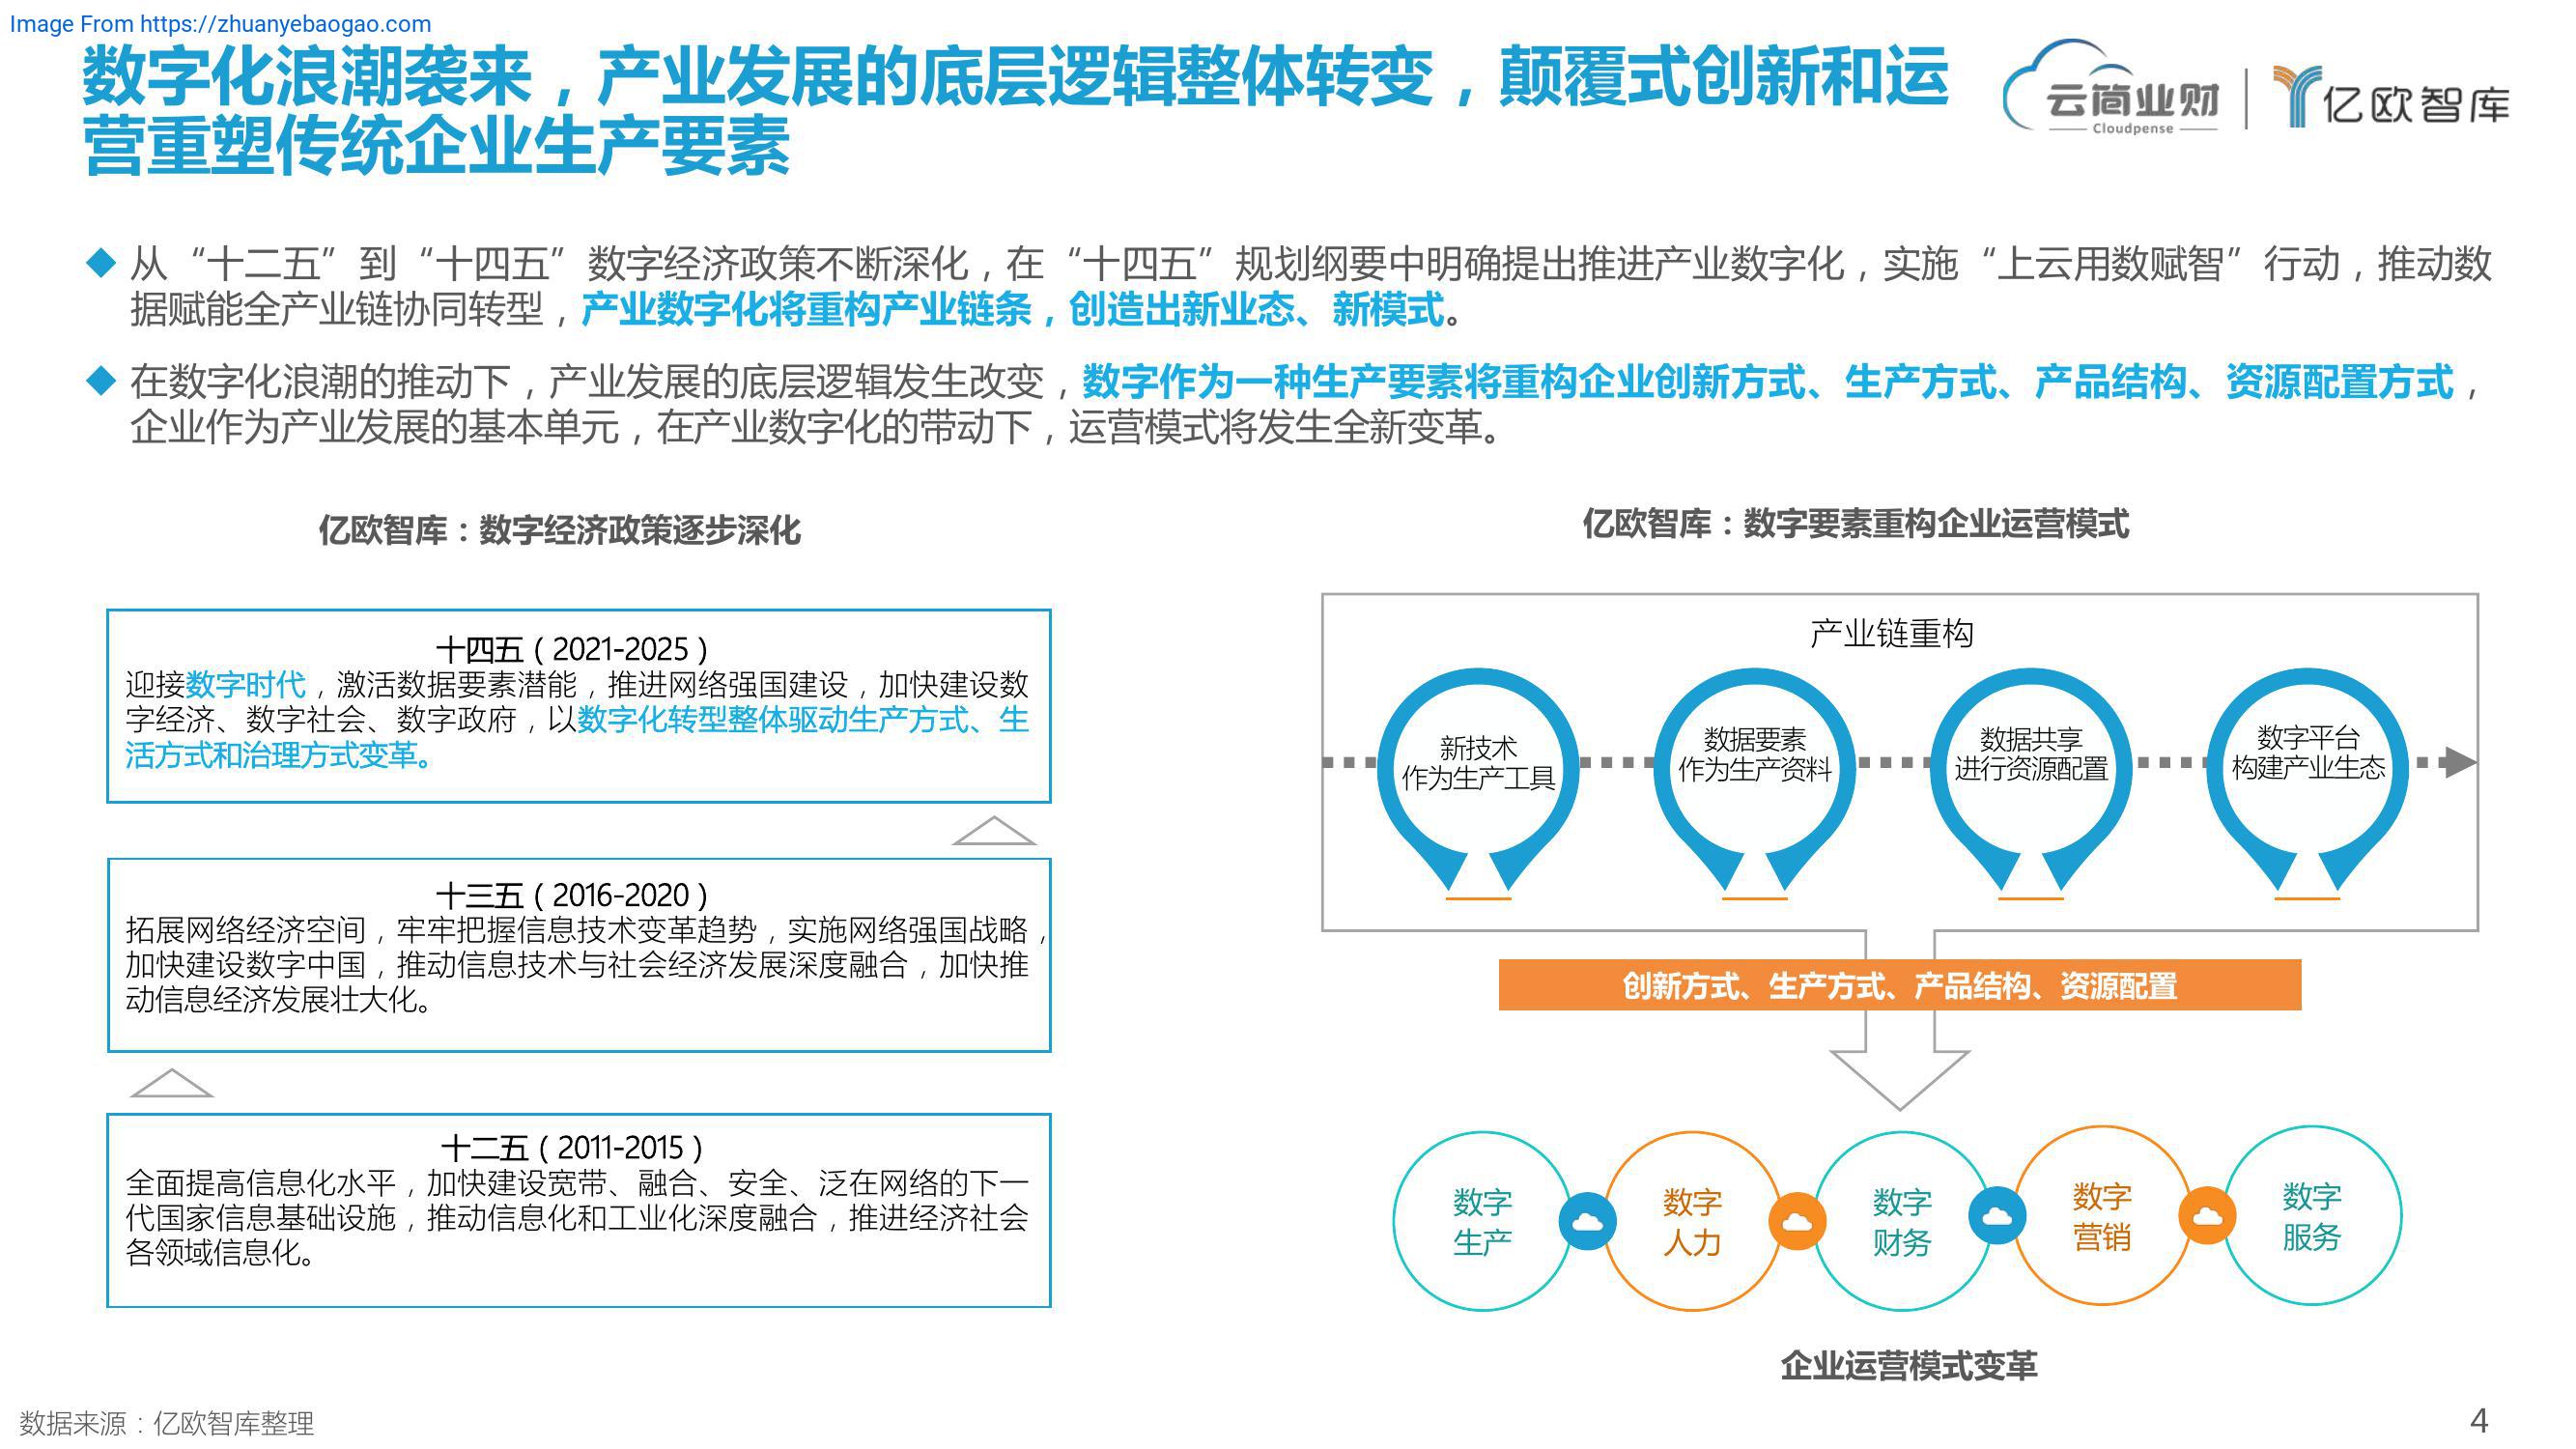 Image From https://zhuanyebaogao.com
数字化浪潮袭来，产业发展的底层逻辑整体转变，颠覆式创新和运
营重塑传统企业生产要素
云简业财
Cloudpense
亿欧智库
从“十二五”到“十四五”数字经济政策不断深化，在“十四五”规划纲要中明确提出推进产业数字化，实施“上云用数赋智”行动，推动数
据赋能全产业链协同转型，产业数字化将重构产业链条，创造出新业态、新模式。
在数字化浪潮的推动下，产业发展的底层逻辑发生改变，数字作为一种生产要素将重构企业创新方式、生产方式、产品结构、资源配置方式，
企业作为产业发展的基本单元，在产业数字化的带动下，运营模式将发生全新变革。
亿欧智库：数字经济政策逐步深化
十四五（2021-2025）
迎接数字时代，激活数据要素潜能，推进网络强国建设，加快建设数
字经济、数字社会、数字政府，以数字化转型整体驱动生产方式、生
活方式和治理方式变革。
十三五（2016-2020）
拓展网络经济空间，牢牢把握信息技术变革趋势，实施网络强国战略，
加快建设数字中国，推动信息技术与社会经济发展深度融合，加快推
动信息经济发展壮大化。
十二五（2011-2015）
全面提高信息化水平，加快建设宽带、融合、安全、泛在网络的下一
代国家信息基础设施，推动信息化和工业化深度融合，推进经济社会
各领域信息化。
亿欧智库：数字要素重构企业运营模式
产业链重构
新技术
作为生产工具
数据要素
作为生产资料
数据共享
进行资源配置
数字平台
构建产业生态
创新方式、生产方式、产品结构、资源配置
数字
生产
数字
人力
数字
财务
数字
营销
数字
服务
企业运营模式变革
数据来源：亿欧智库整理
4